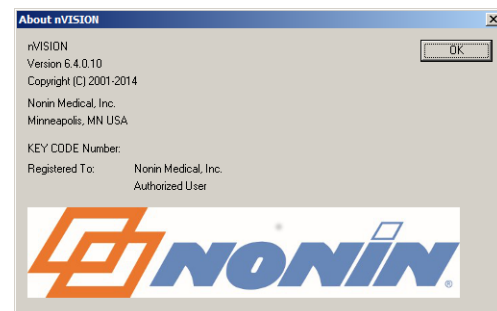 About nVISION
nVISION
OK
Version 6.4.0.10
Copyright (C) 2001-2014
Nonin Medical, Inc.
Minneapolis, MN USA
KEY CODE Number:
Registered To: Nonin Medical, Inc.
Authorized User
NONIN®